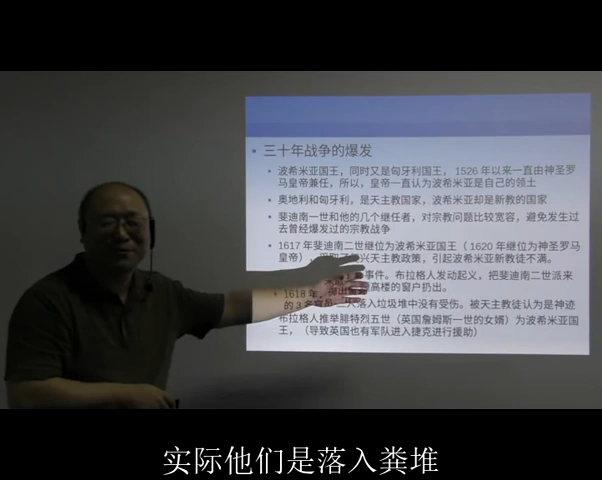 三十年战争的爆发
波希米亚国王，同时又是匈牙利国王， 1526 年以来一直由神圣罗
马皇帝兼任，所以，皇帝一直认为波希米亚是自己的领土
奥地利和匈牙利，是天主教国家，波希米亚却是新教的国家
斐迪南一世和他的几个继任者，对宗教问题比较宽容，避免发生过
去曾经爆发过的宗教战争
1617 年斐迪南二世继位为波希米亚国王（ 1620 年继位为神圣罗马
皇帝），兴天主教政策，引起波希米亚新教徒不满。
1618 年，事件。布拉格人发动起义，把斐迪南二世派来
的 3 名高楼的窗户扔出。
人落入垃圾堆中没有受伤。被天主教徒认为是神迹
布拉格人推举腓特烈五世（英国詹姆斯一世的女婿）为波希米亚国
王，（导致英国也有军队进入捷克进行援助）
实际他们是落入粪堆